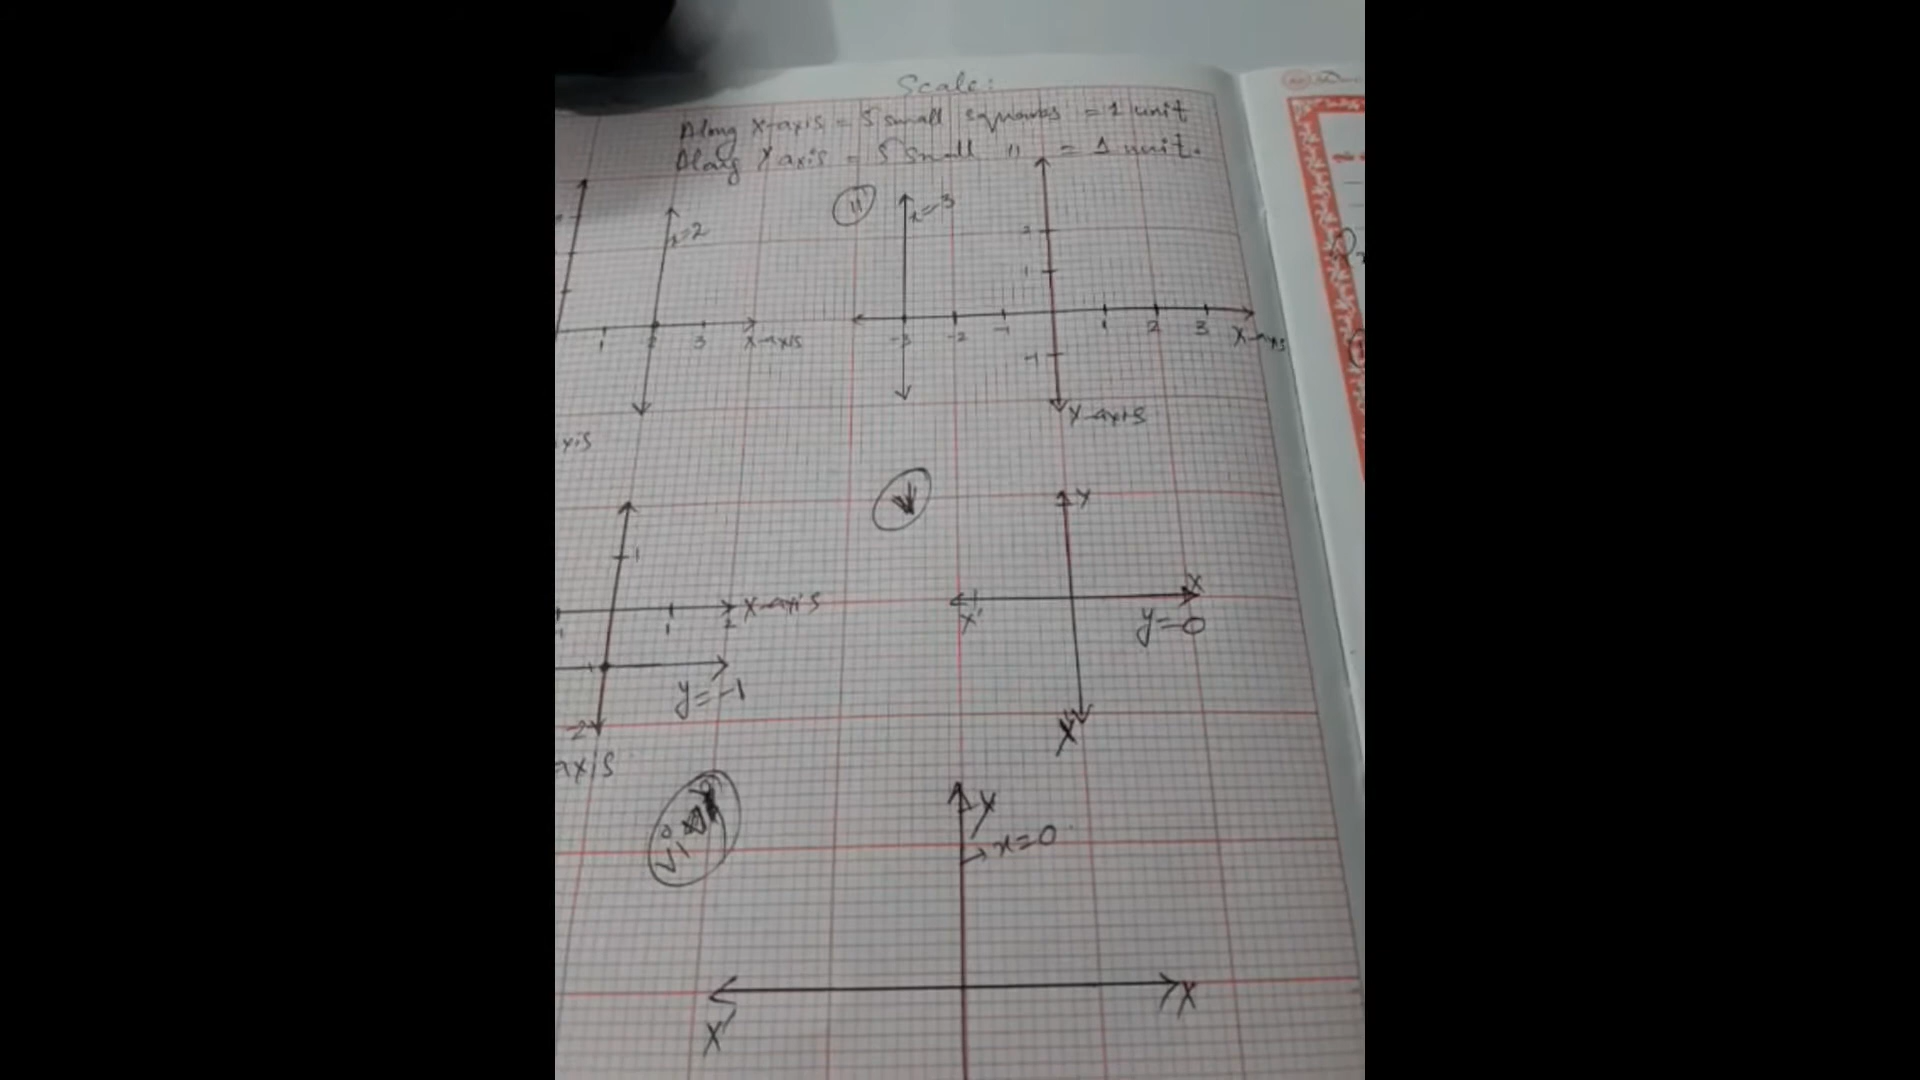 Scale:
Along X-axis = 5 small squares = 1 unit
Along Y axis = 5 small " = 1 unit.
x=2
1 2 3 X-axis
ii
x=-3
2
1
-3 -2 -1 1 2 3 X-axis
-1
Y-axis
xis
Y
X
X'
y=0
1
X-axis
1 2
y=-1
-2
axis
Y
x=0
X
X'